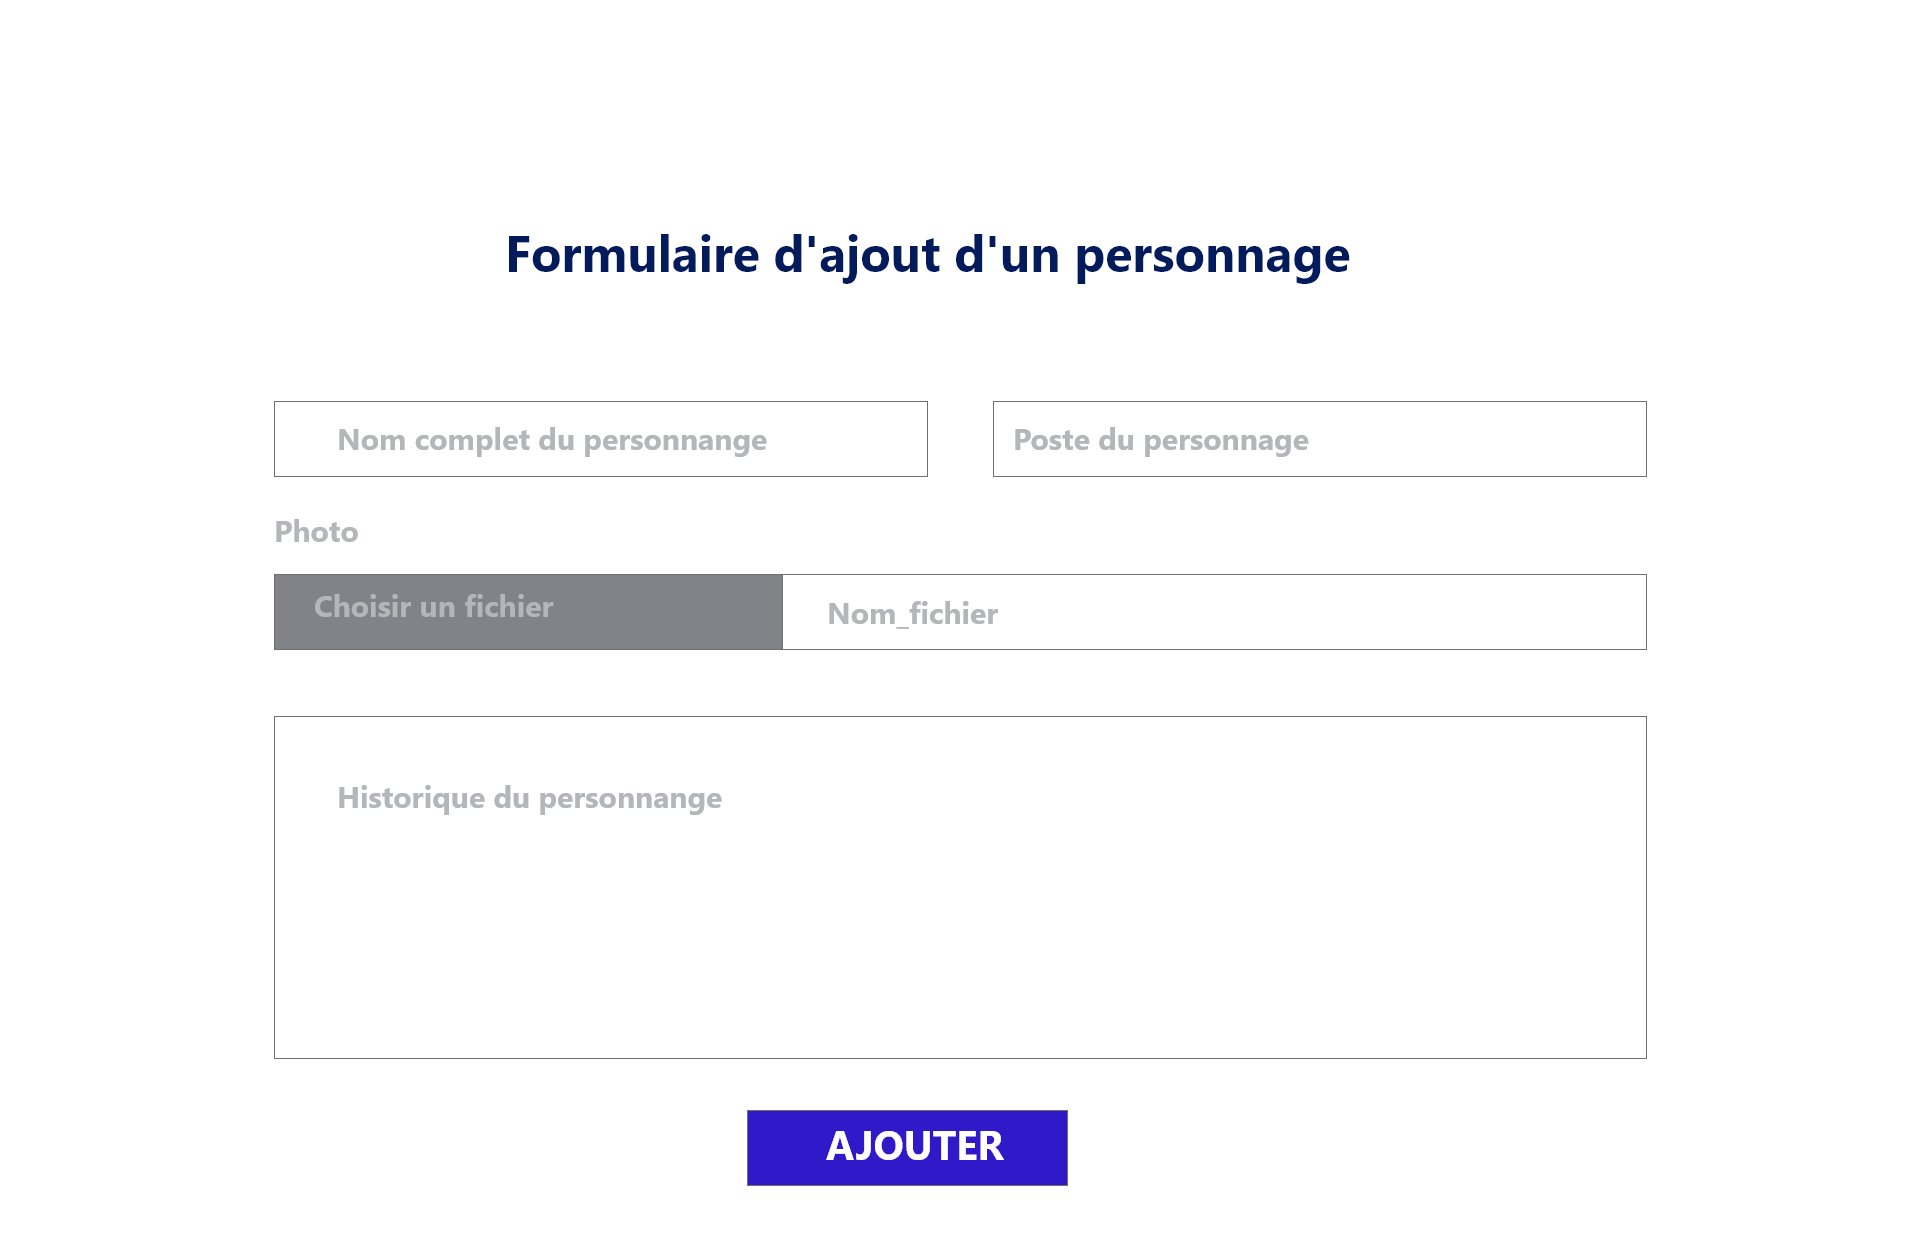 Formulaire d'ajout d'un personnage
Nom complet du personnange
Poste du personnage
Photo
Choisir un fichier
Nom_fichier
Historique du personnange
AJOUTER